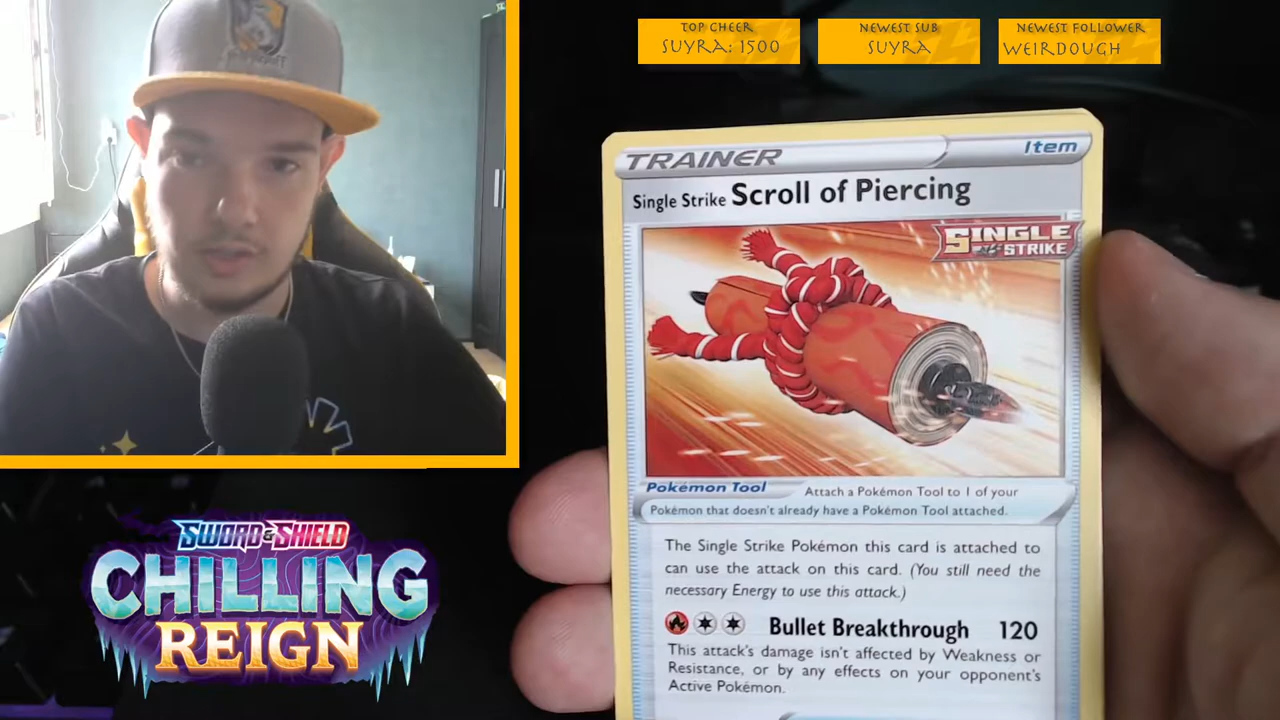 TOP CHEER
SUYRA: 1500
NEWEST SUB
SUYRA
NEWEST FOLLOWER
WEIRDOUGH
TRAINER
Item
Single Strike Scroll of Piercing
SINGLE
STRIKE
Pokémon Tool
Attach a Pokémon Tool to 1 of your
Pokémon that doesn't already have a Pokémon Tool attached.
The Single Strike Pokémon this card is attached to
can use the attack on this card. (You still need the
necessary Energy to use this attack.)
Bullet Breakthrough 120
This attack's damage isn't affected by Weakness or
Resistance, or by any effects on your opponent's
Active Pokémon.
SWORD & SHIELD
CHILLING
REIGN